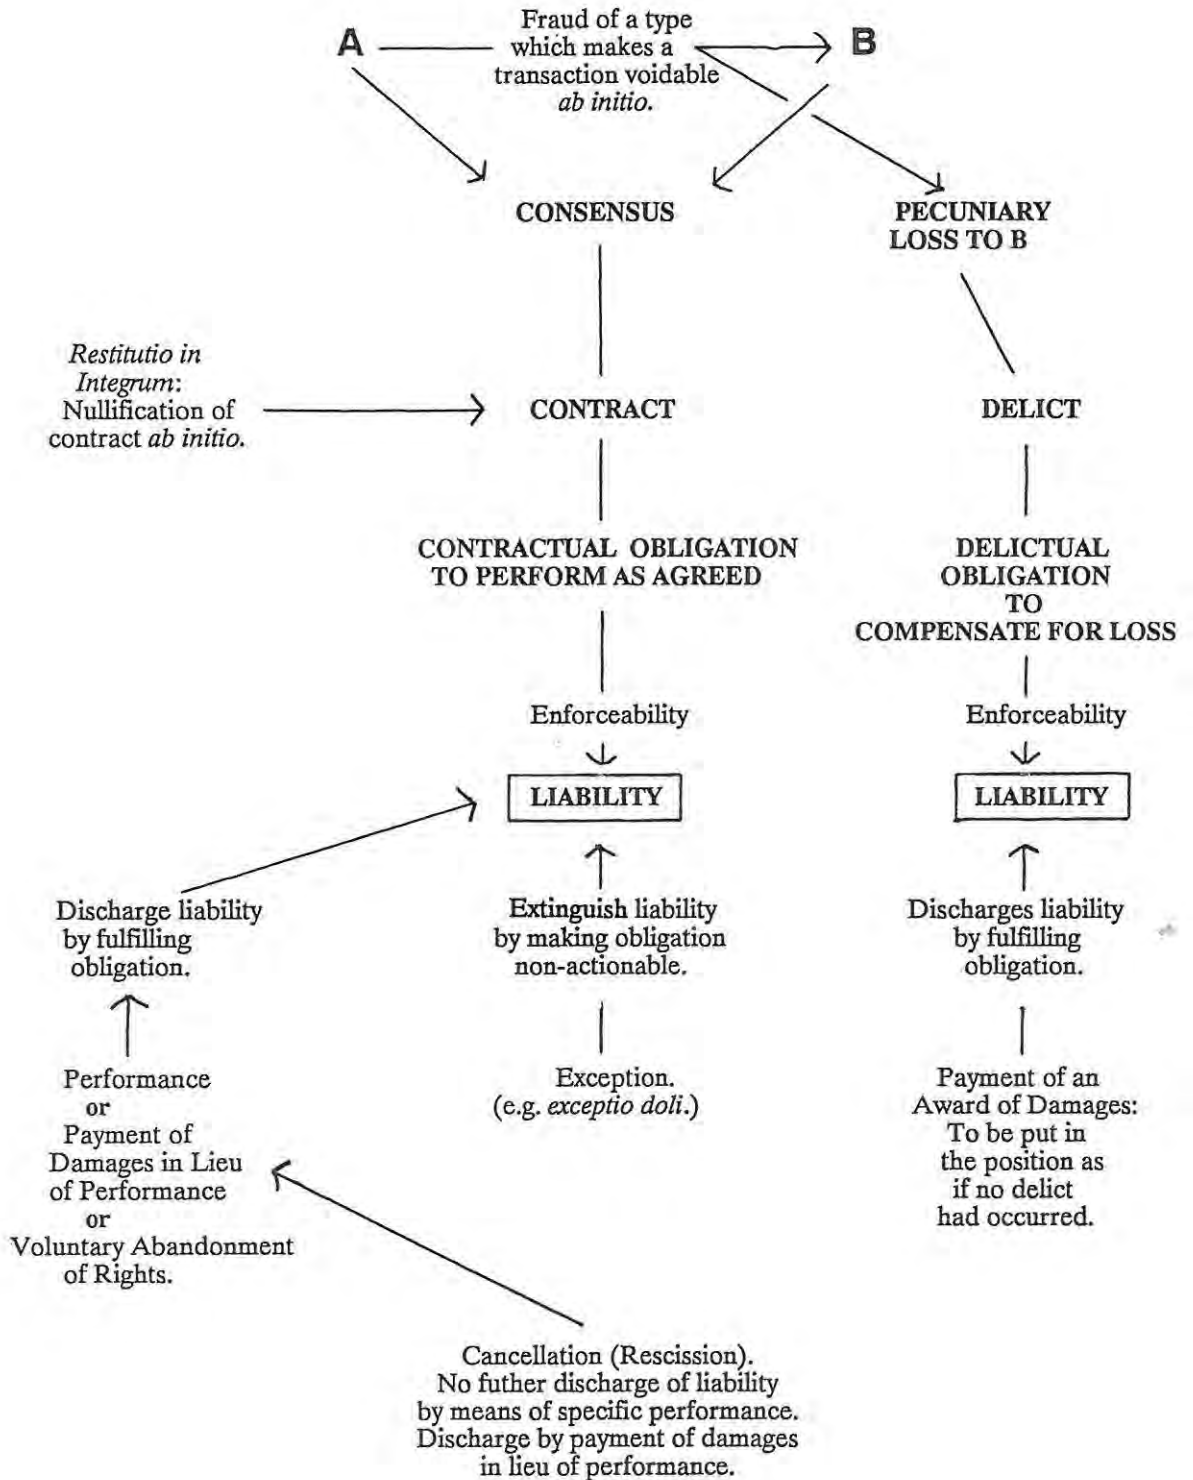 A
Fraud of a type
which makes a
transaction voidable
ab initio.
B
CONSENSUS
PECUNIARY
LOSS TO B
Restitutio in
Integrum:
Nullification of
contract ab initio.
CONTRACT
DELICT
CONTRACTUAL OBLIGATION
TO PERFORM AS AGREED
DELICTUAL
OBLIGATION
TO
COMPENSATE FOR LOSS
Enforceability
Enforceability
LIABILITY
LIABILITY
Discharge liability
by fulfilling
obligation.
Extinguish liability
by making obligation
non-actionable.
Discharges liability
by fulfilling
obligation.
Performance
or
Payment of
Damages in Lieu
of Performance
or
Voluntary Abandonment
of Rights.
Exception.
(e.g. exceptio doli.)
Payment of an
Award of Damages:
To be put in
the position as
if no delict
had occurred.
Cancellation (Rescission).
No futher discharge of liability
by means of specific performance.
Discharge by payment of damages
in lieu of performance.